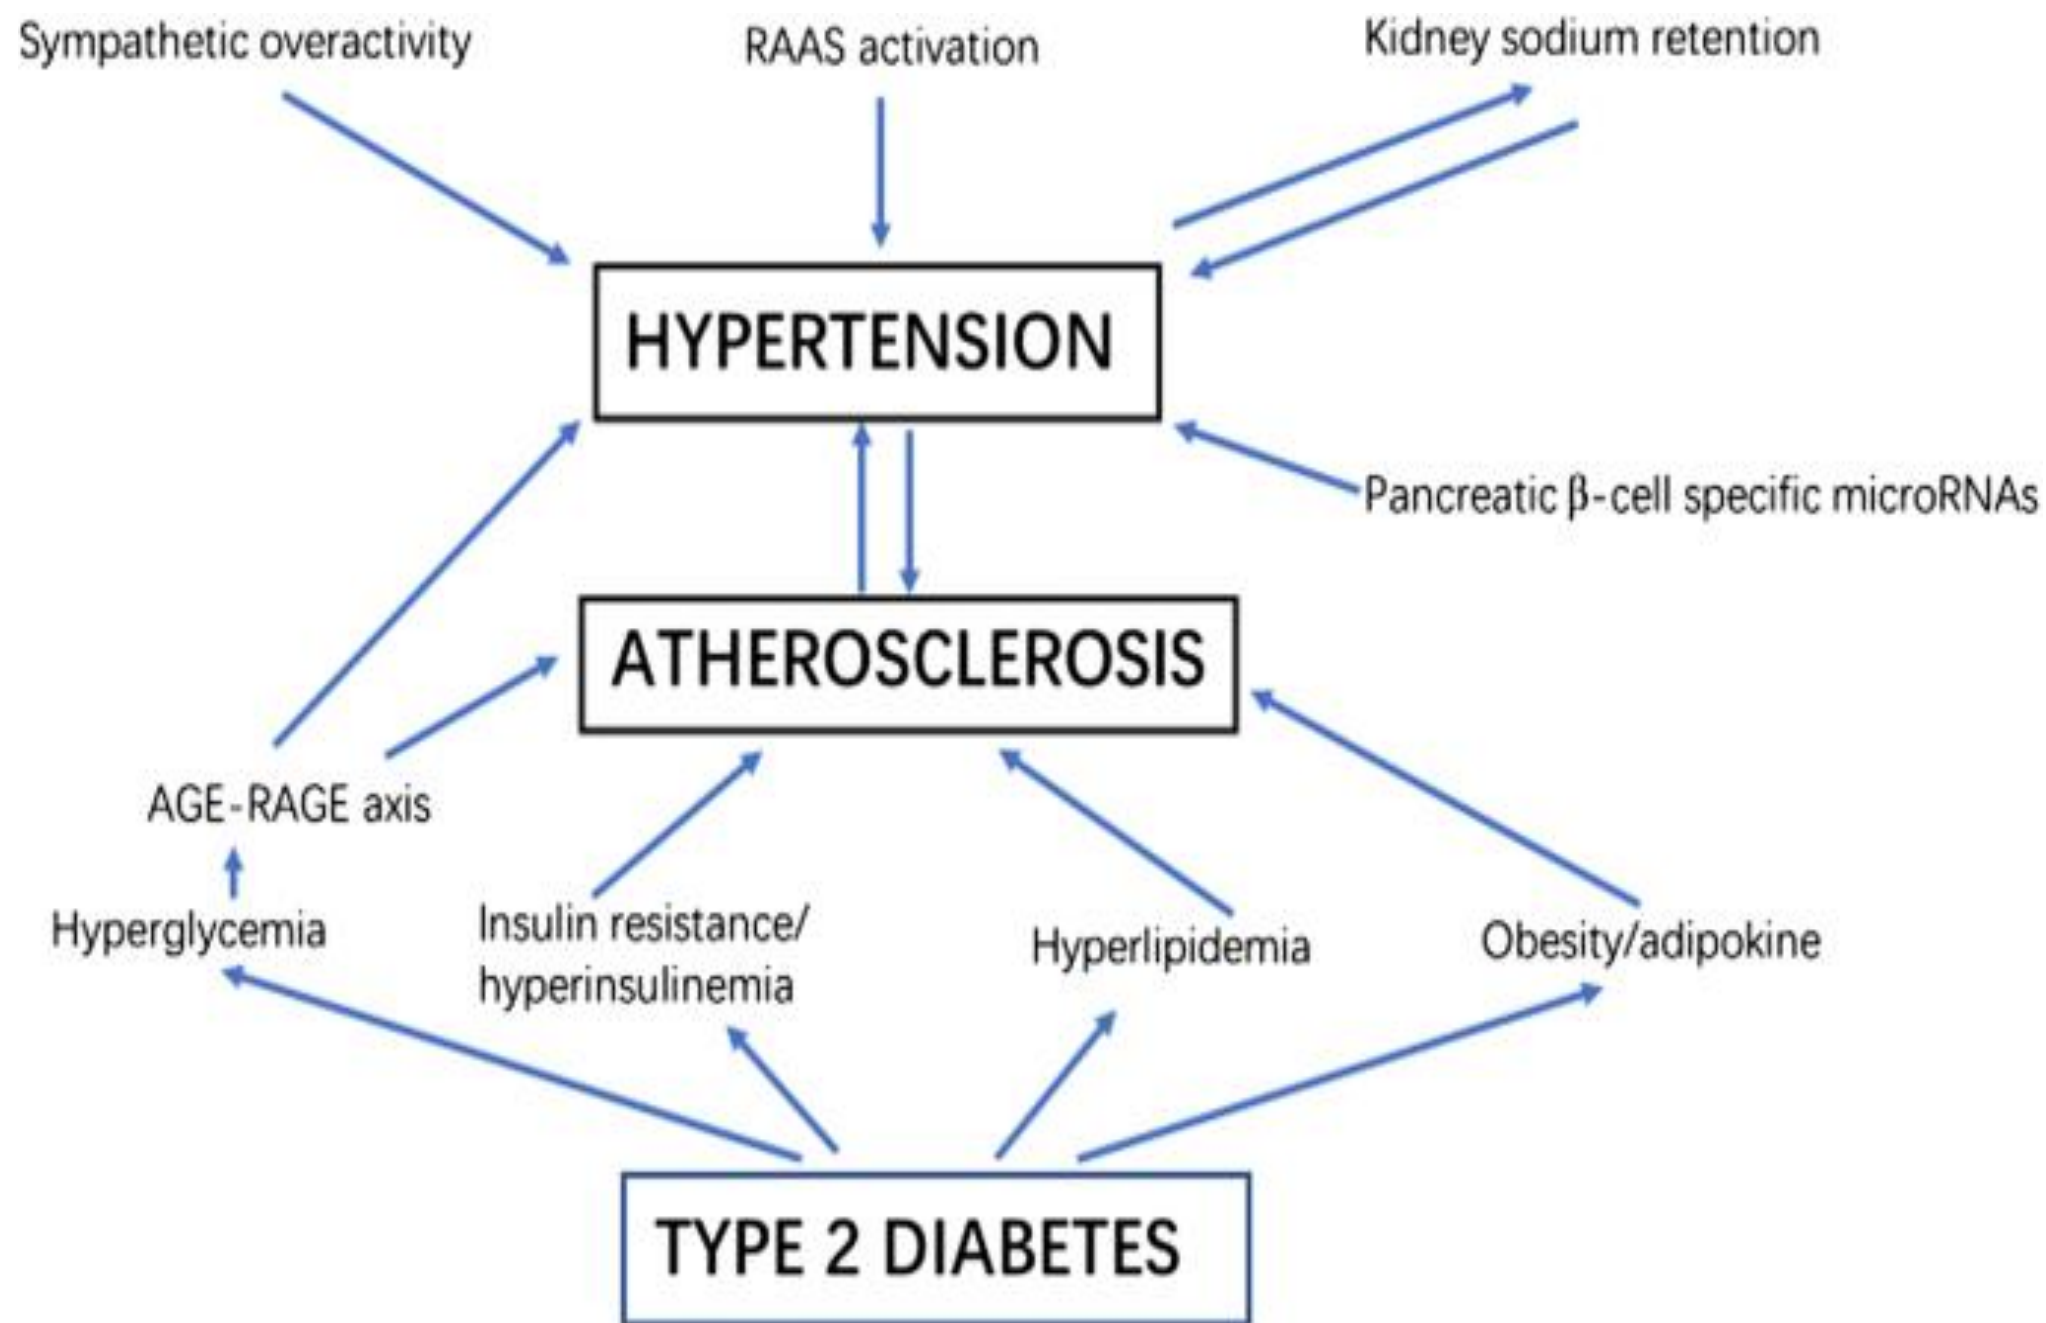 Sympathetic overactivity
RAAS activation
Kidney sodium retention
HYPERTENSION
Pancreatic β-cell specific microRNAs
ATHEROSCLEROSIS
AGE-RAGE axis
Hyperglycemia
Insulin resistance/
hyperinsulinemia
Hyperlipidemia
Obesity/adipokine
TYPE 2 DIABETES